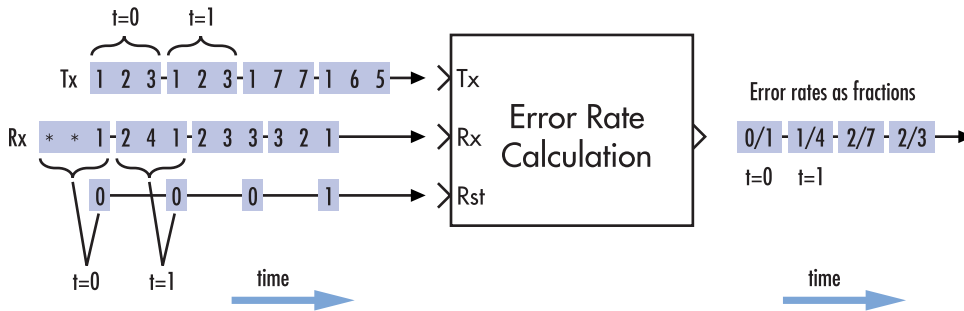 t=0 t=1
Tx 1 2 3 1 2 3 1 7 7 1 6 5
Rx * * 1 2 4 1 2 3 3 3 2 1
0 0 0 1
t=0 t=1
time
Tx
Rx
Rst
Error Rate
Calculation
Error rates as fractions
0/1 1/4 2/7 2/3
t=0 t=1
time